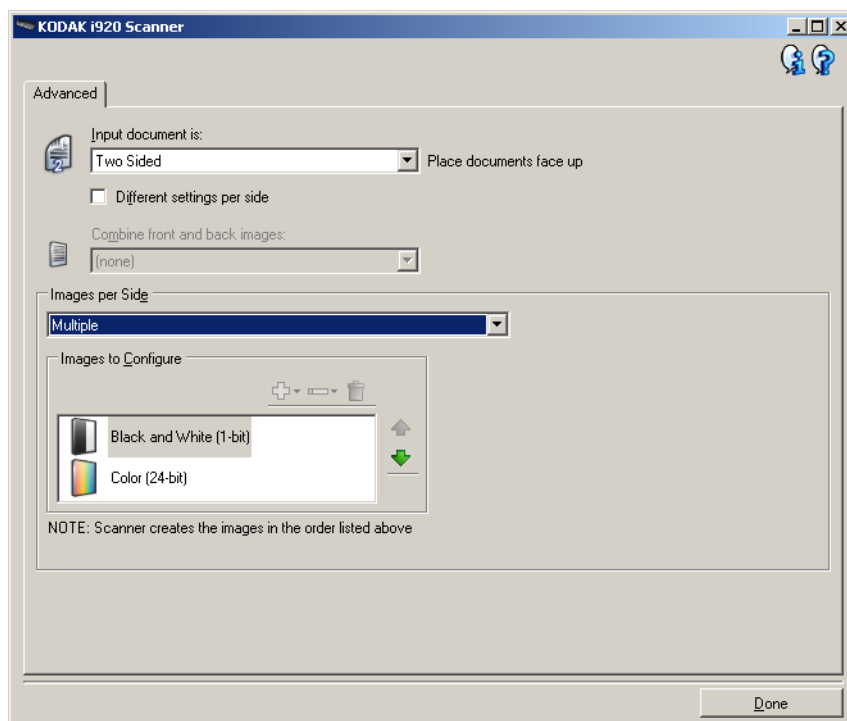 KODAK i920 Scanner
Advanced
Input document is:
Two Sided
Place documents face up
Different settings per side
Combine front and back images:
(none)
Images per Side
Multiple
Images to Configure
Black and White (1-bit)
Color (24-bit)
NOTE: Scanner creates the images in the order listed above
Done